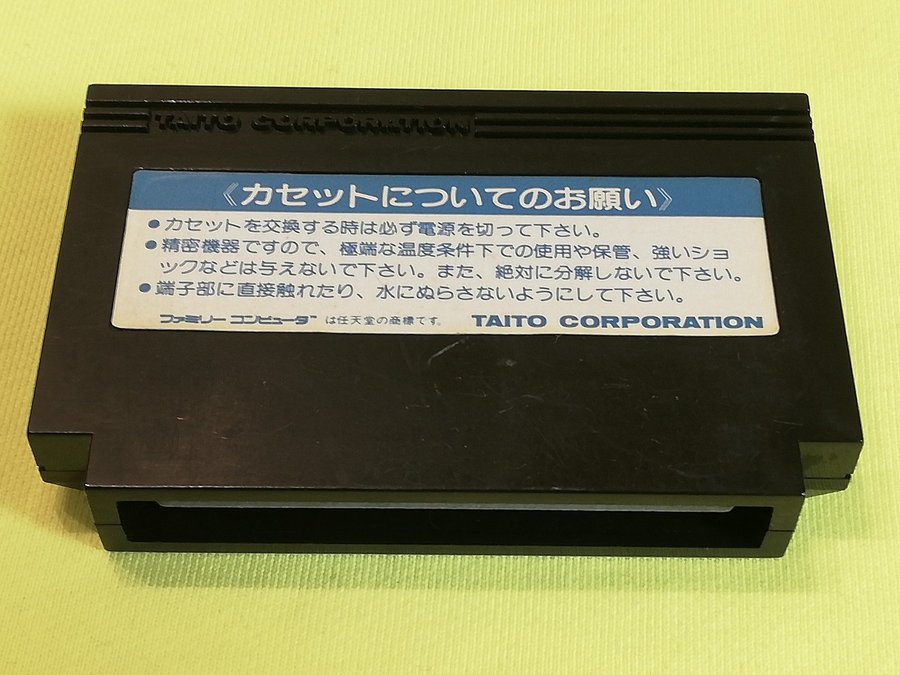 TAITO CORPORATION
《カセットについてのお願い》
●カセットを交換する時は必ず電源を切って下さい。
●精密機器ですので、極端な温度条件下での使用や保管、強いショ
ックなどは与えないで下さい。また、絶対に分解しないで下さい。
●端子部に直接触れたり、水にぬらさないようにして下さい。
ファミリーコンピュータ™は任天堂の商標です。 TAITO CORPORATION